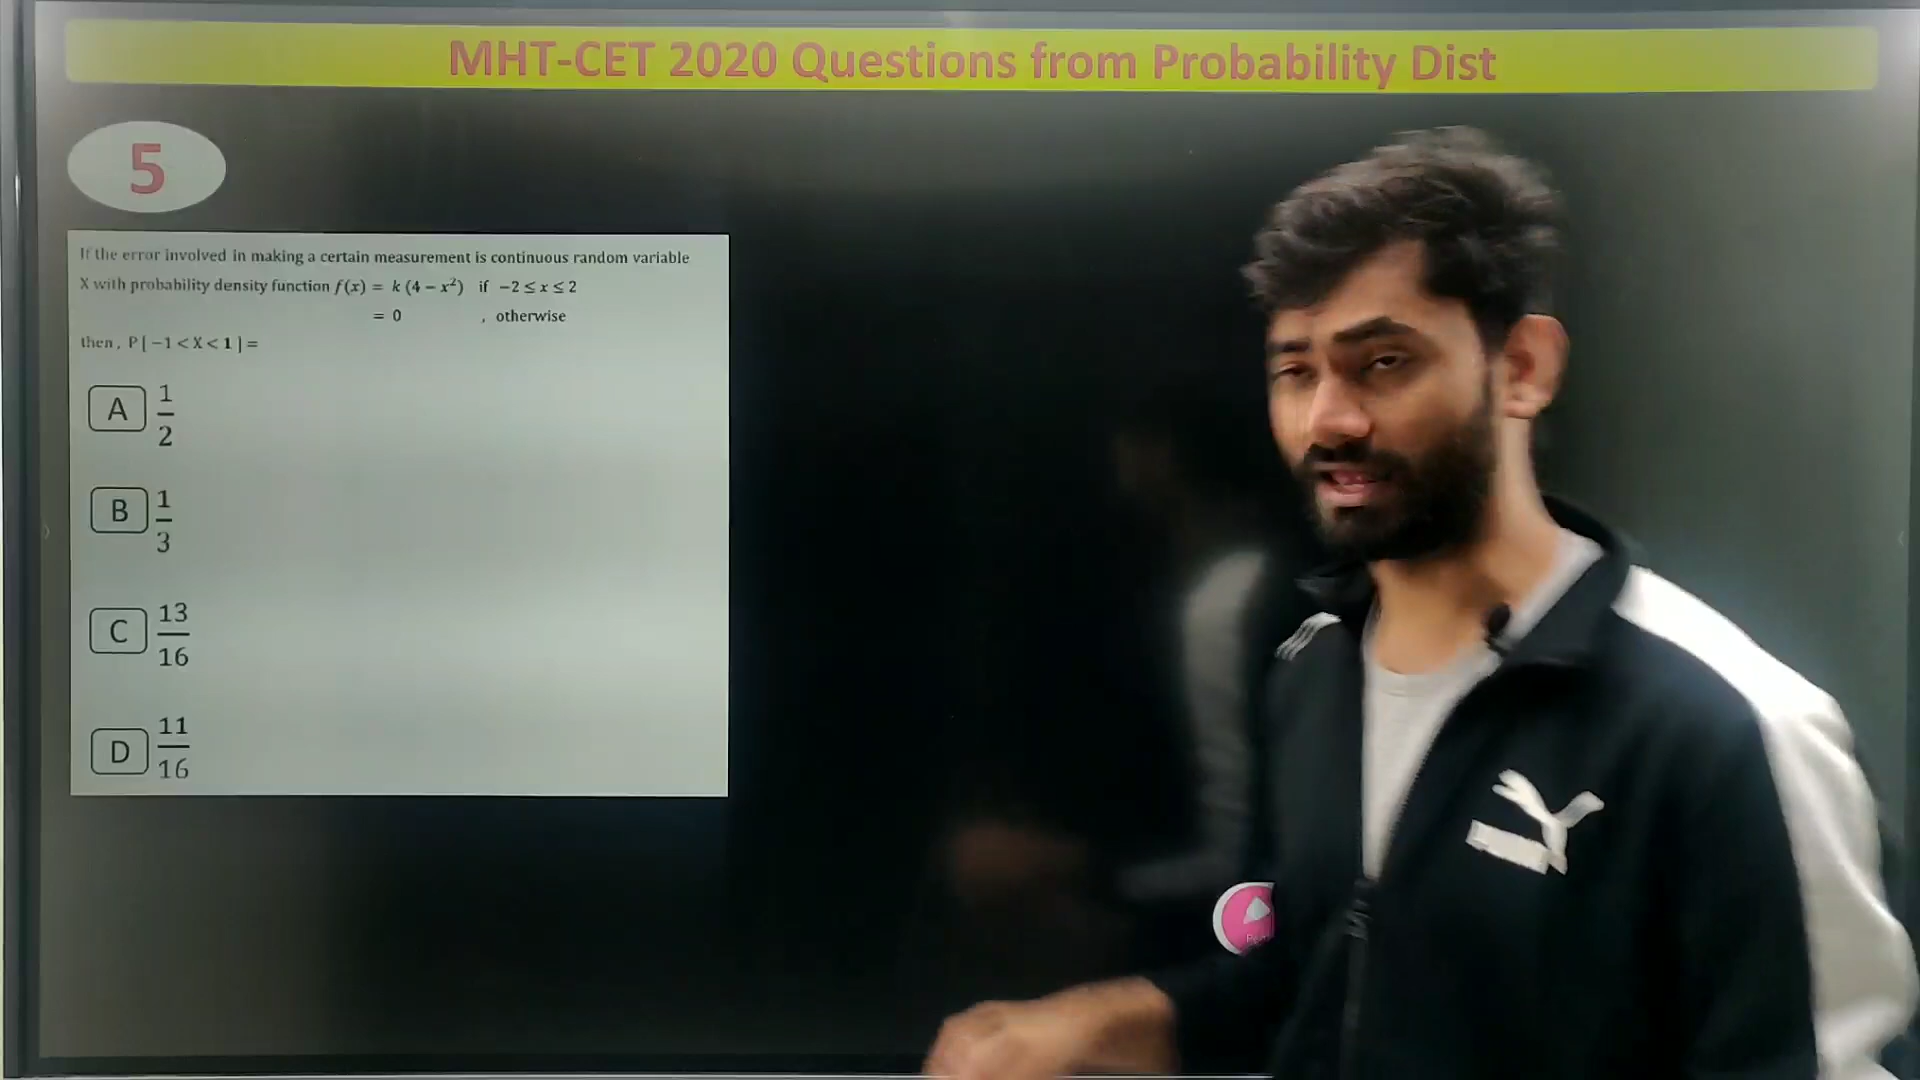 MHT-CET 2020 Questions from Probability Dist
5
If the error involved in making a certain measurement is continuous random variable
X with probability density function f(x) = k (4 – x²) if –2 ≤ x ≤ 2
= 0 , otherwise
then , P [ –1 < X < 1 ] =
A 1/2
B 1/3
C 13/16
D 11/16